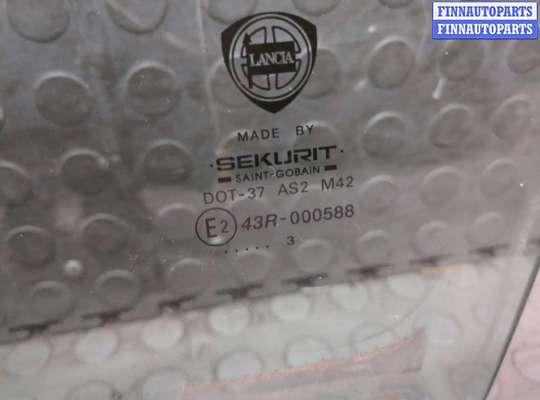 FINNAUTOPARTS
FINNAUTOPARTS
LANCIA
MADE BY
·SEKURIT·
SAINT-GOBAIN
DOT-37 AS2 M42
E2 43R-000588
..... 3